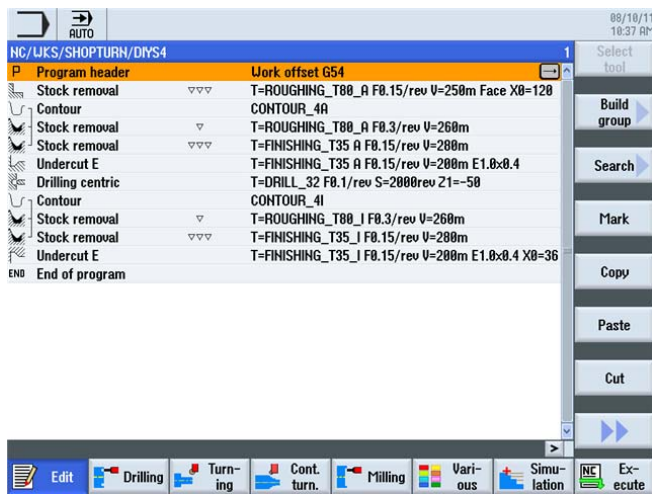 AUTO
08/10/11
10:37 AM
NC/WKS/SHOPTURN/DIYS4 1
P Program header Work offset G54
Stock removal ▽▽▽ T=ROUGHING_T80_A F0.15/rev V=250m Face X0=120
Contour CONTOUR_4A
Stock removal ▽ T=ROUGHING_T80_A F0.3/rev V=260m
Stock removal ▽▽▽ T=FINISHING_T35 A F0.15/rev V=280m
Undercut E T=FINISHING_T35 A F0.15/rev V=200m E1.0x0.4
Drilling centric T=DRILL_32 F0.1/rev S=2000rev Z1=-50
Contour CONTOUR_4I
Stock removal ▽ T=ROUGHING_T80_I F0.3/rev V=260m
Stock removal ▽▽▽ T=FINISHING_T35_I F0.15/rev V=280m
Undercut E T=FINISHING_T35_I F0.15/rev V=200m E1.0x0.4 X0=36
END End of program
Select
tool
Build
group
Search
Mark
Copy
Paste
Cut
>
Edit
Drilling
Turn-
ing
Cont.
turn.
Milling
Vari-
ous
Simu-
lation
NC
Ex-
ecute